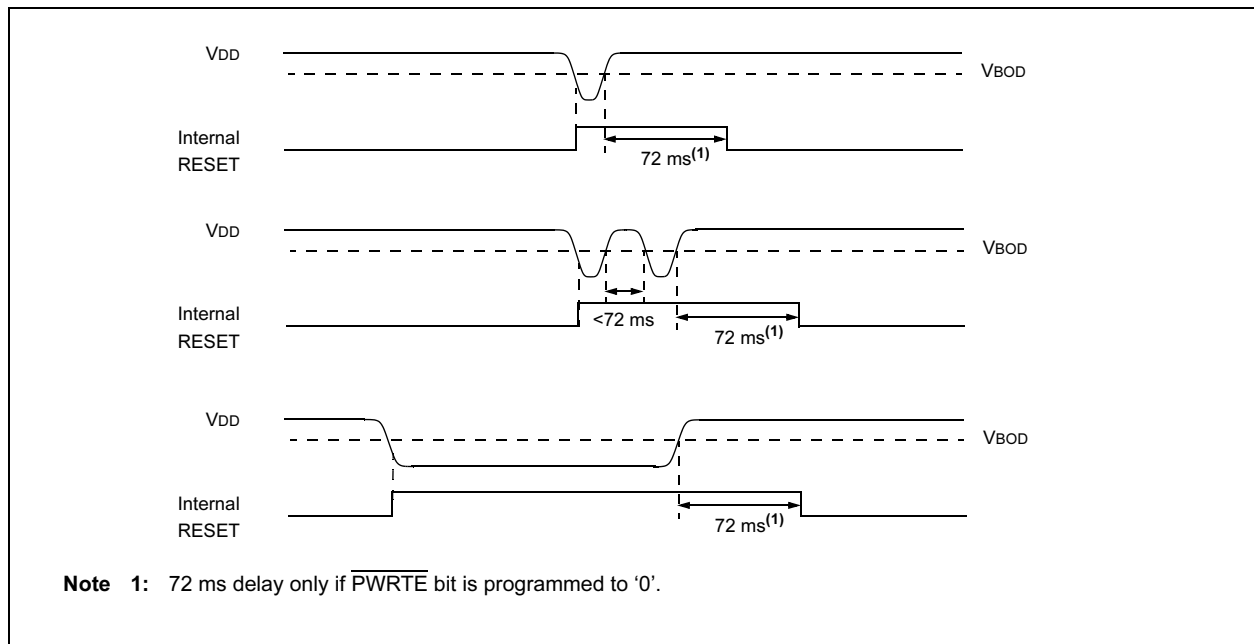 VDD
VBOD
Internal
RESET
72 ms(1)
VDD
VBOD
Internal
RESET
<72 ms
72 ms(1)
VDD
VBOD
Internal
RESET
72 ms(1)
Note 1: 72 ms delay only if PWRTE bit is programmed to ‘0’.